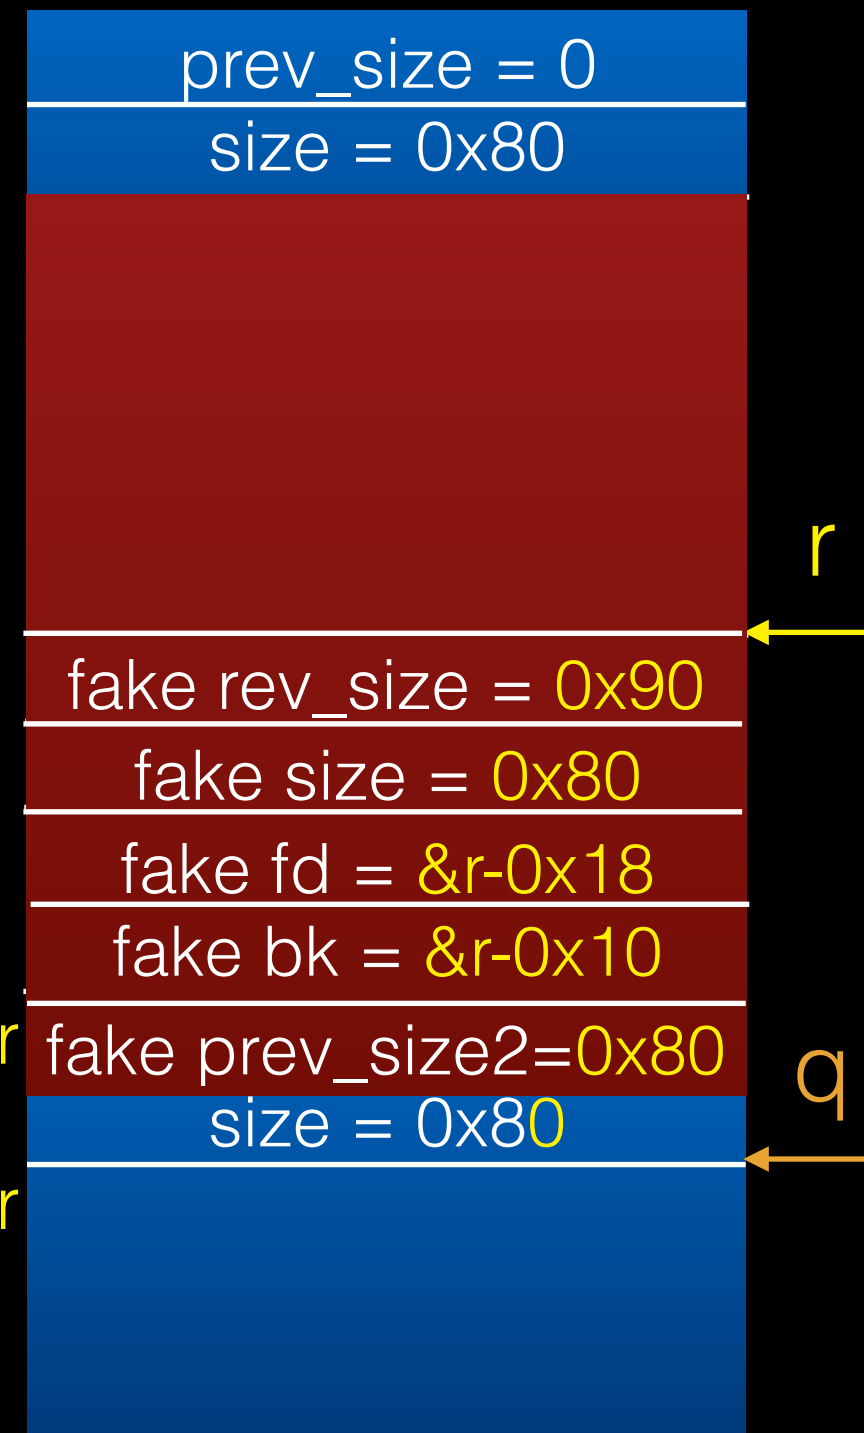 prev_size = 0
size = 0x80
r
fake rev_size = 0x90
fake size = 0x80
fake fd = &r-0x18
fake bk = &r-0x10
r
fake prev_size2=0x80
q
size = 0x80
r